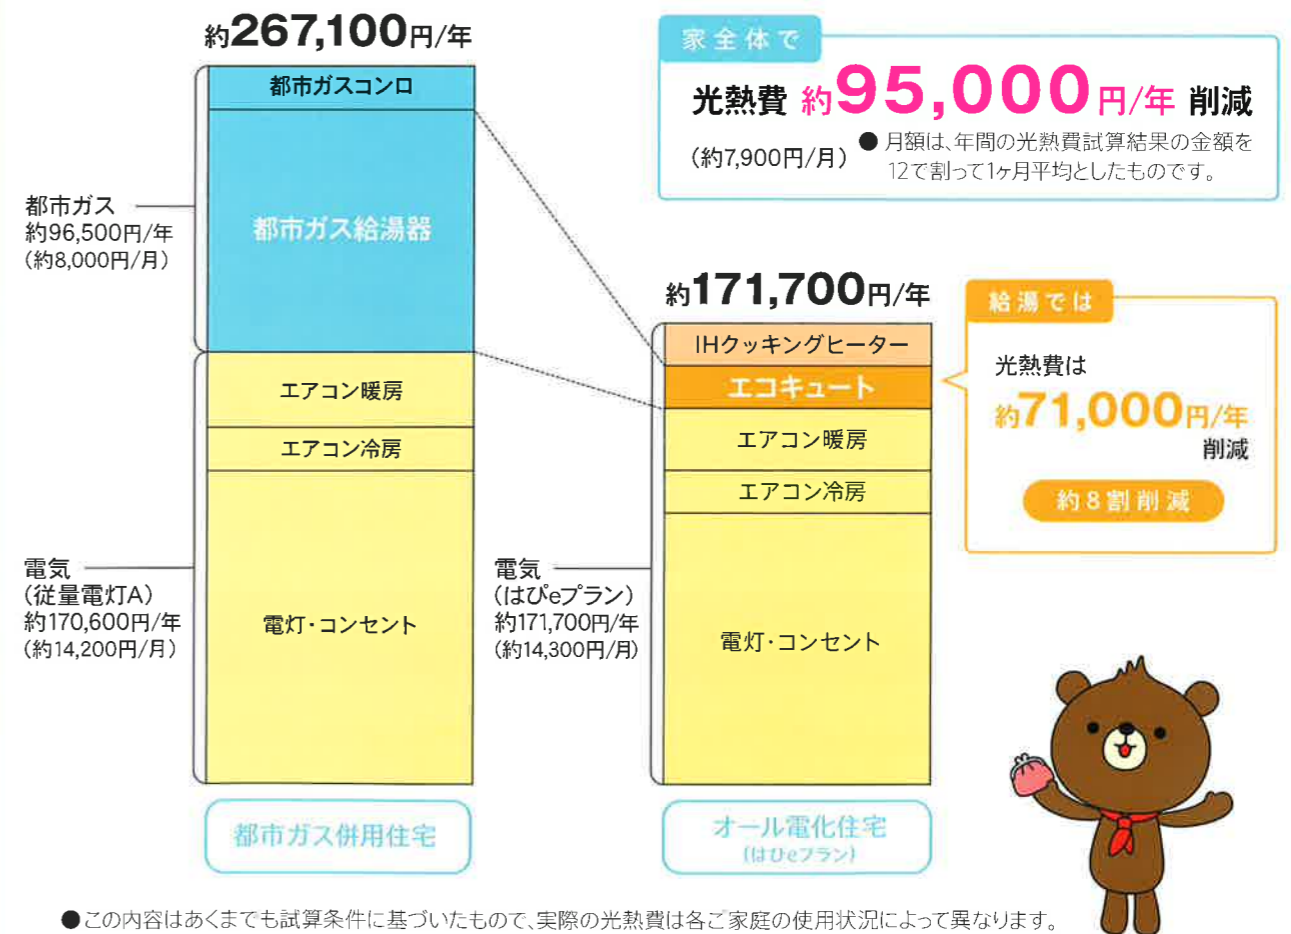 約267,100円/年
都市ガスコンロ
都市ガス給湯器
都市ガス
約96,500円/年
(約8,000円/月)
エアコン暖房
エアコン冷房
電灯・コンセント
電気
(従量電灯A)
約170,600円/年
(約14,200円/月)
都市ガス併用住宅
家全体で
光熱費 約95,000円/年 削減
(約7,900円/月)
●月額は、年間の光熱費試算結果の金額を
12で割って1ヶ月平均としたものです。
約171,700円/年
IHクッキングヒーター
エコキュート
エアコン暖房
エアコン冷房
電灯・コンセント
電気
(はぴeプラン)
約171,700円/年
(約14,300円/月)
オール電化住宅
(はぴeプラン)
給湯では
光熱費は
約71,000円/年
削減
約8割削減
●この内容はあくまでも試算条件に基づいたもので、実際の光熱費は各ご家庭の使用状況によって異なります。